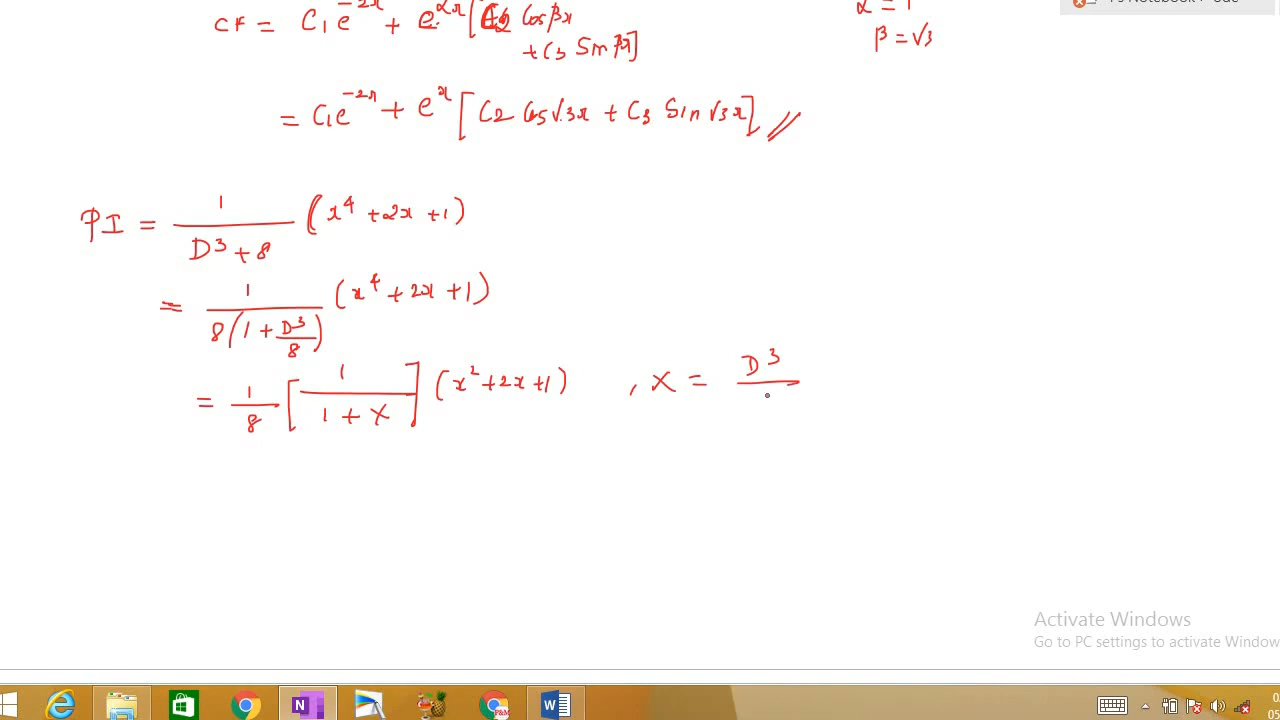 CF = C₁e⁻²ˣ + e^αx [C₂ Cos βx
+ C₃ Sin βx]
α = 1
β = √3
= C₁e⁻²ˣ + eˣ [C₂ Cos√3x + C₃ Sin √3x] //
PI = 1/(D³ + 8) (x⁴ + 2x + 1)
= 1/(8(1 + D³/8)) (x⁴ + 2x + 1)
= 1/8 [1/(1 + X)] (x² + 2x + 1) , X = D³/
Activate Windows
Go to PC settings to activate Window